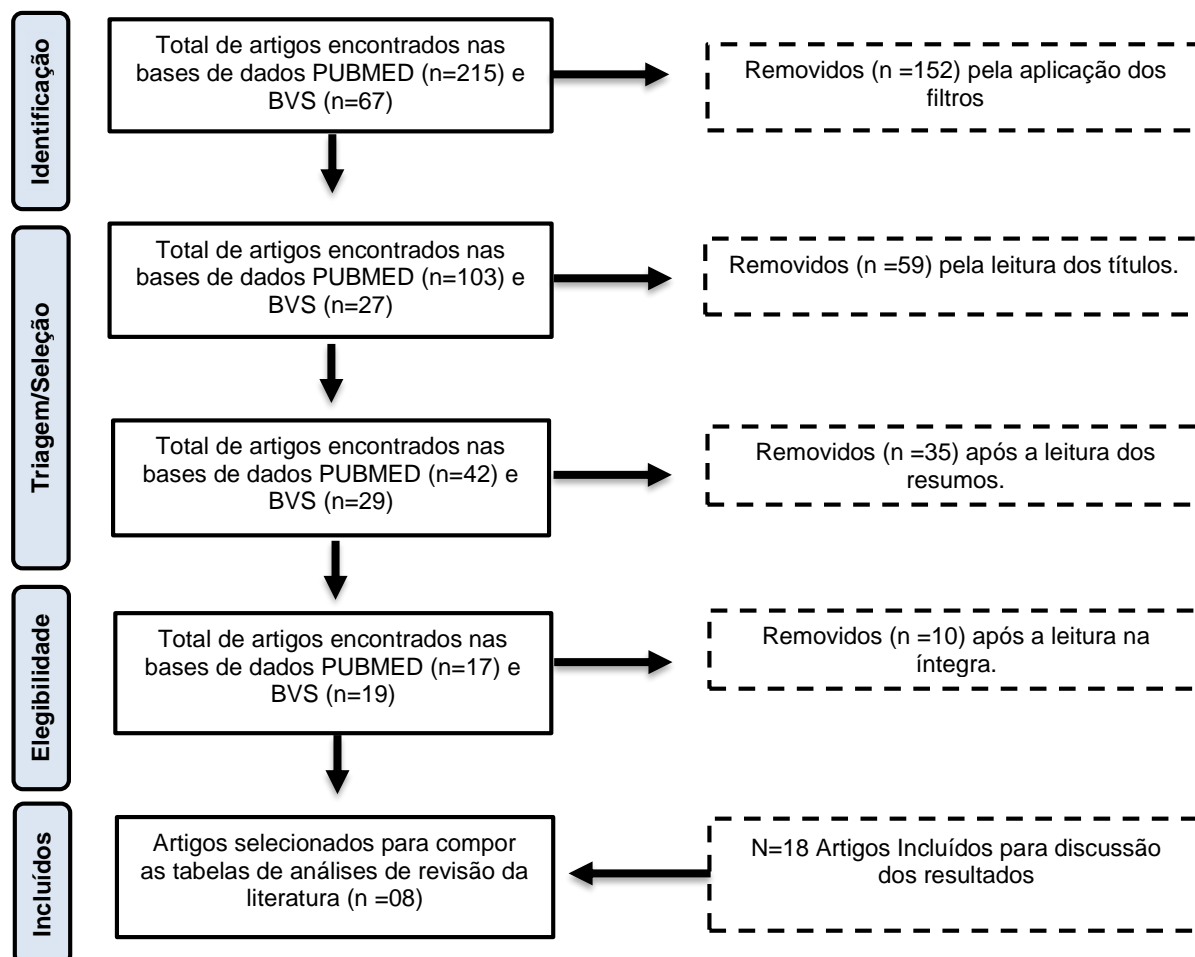 Identificação
Total de artigos encontrados nas
bases de dados PUBMED (n=215) e
BVS (n=67)
Removidos (n =152) pela aplicação dos
filtros
Triagem/Seleção
Total de artigos encontrados nas
bases de dados PUBMED (n=103) e
BVS (n=27)
Removidos (n =59) pela leitura dos títulos.
Total de artigos encontrados nas
bases de dados PUBMED (n=42) e
BVS (n=29)
Removidos (n =35) após a leitura dos
resumos.
Elegibilidade
Total de artigos encontrados nas
bases de dados PUBMED (n=17) e
BVS (n=19)
Removidos (n =10) após a leitura na
íntegra.
Incluídos
Artigos selecionados para compor
as tabelas de análises de revisão da
literatura (n =08)
N=18 Artigos Incluídos para discussão
dos resultados